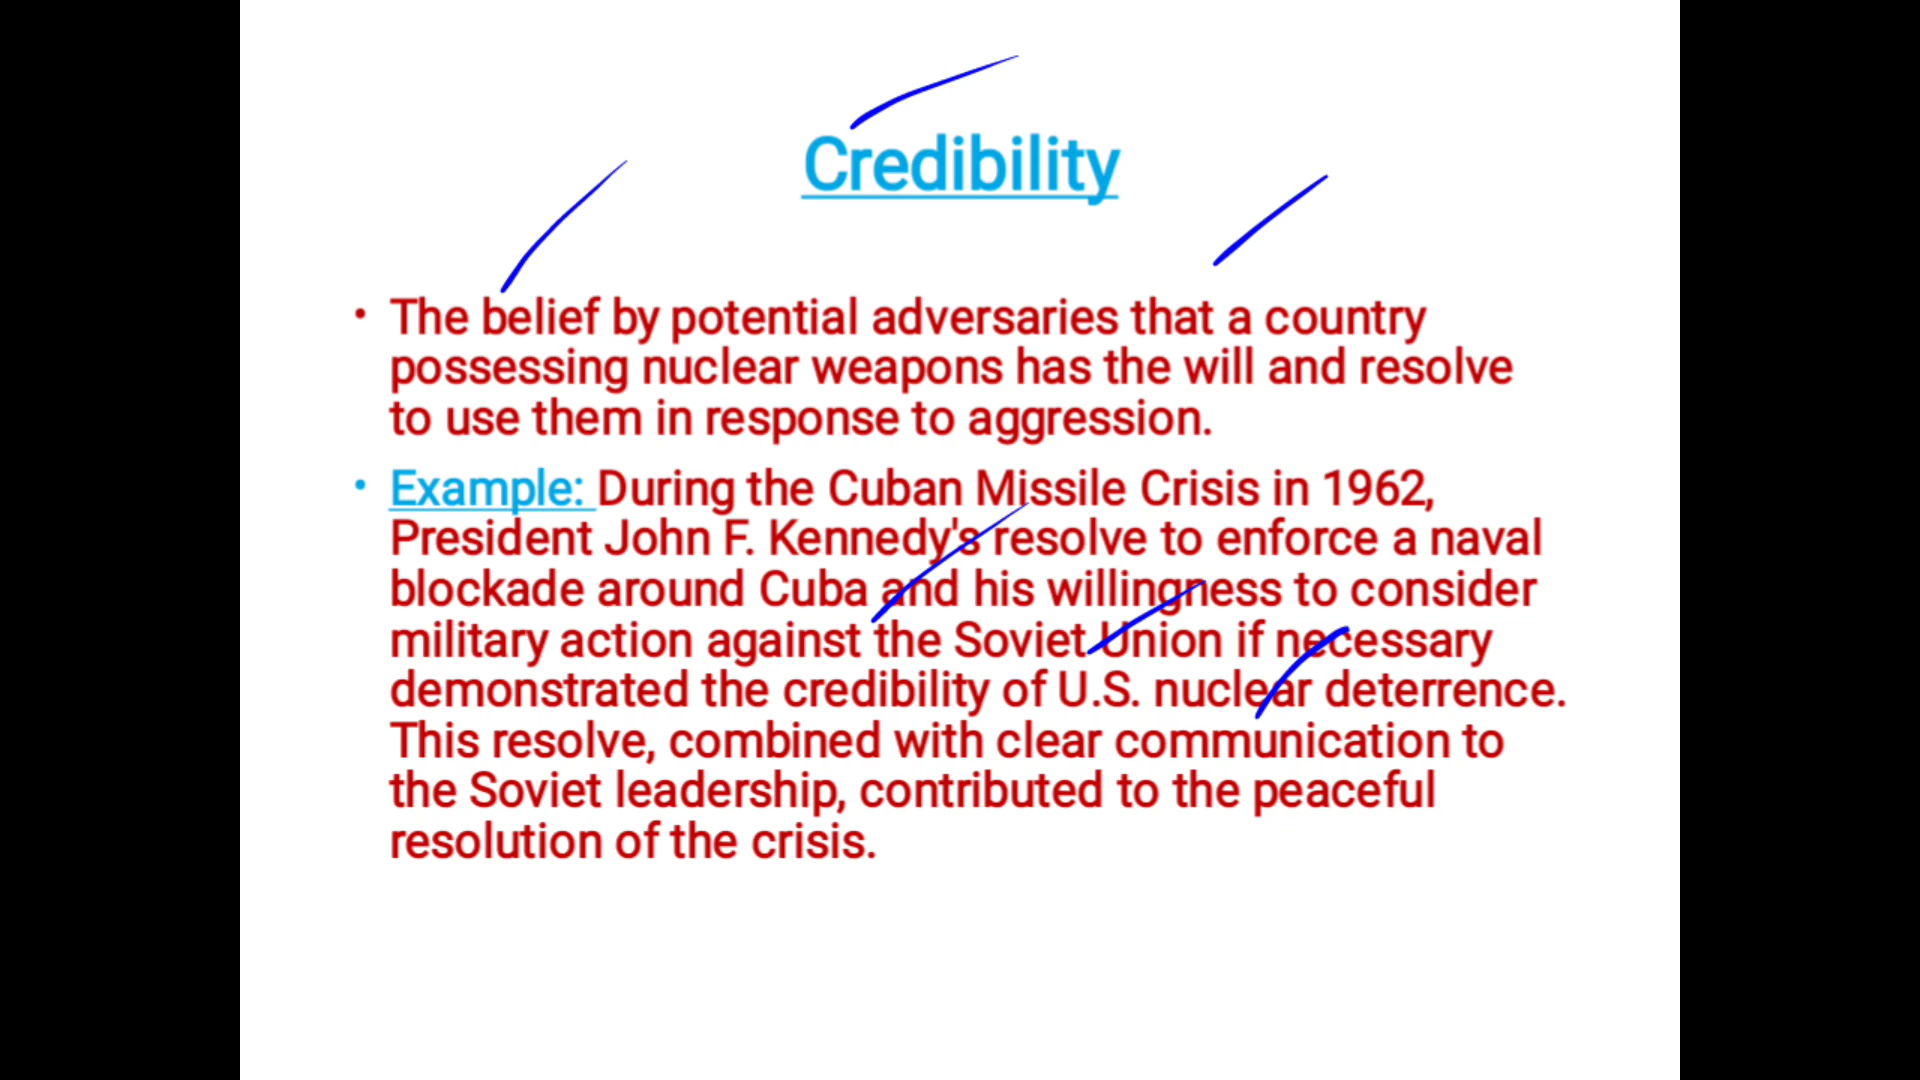 Credibility
• The belief by potential adversaries that a country
possessing nuclear weapons has the will and resolve
to use them in response to aggression.
• Example: During the Cuban Missile Crisis in 1962,
President John F. Kennedy's resolve to enforce a naval
blockade around Cuba and his willingness to consider
military action against the Soviet Union if necessary
demonstrated the credibility of U.S. nuclear deterrence.
This resolve, combined with clear communication to
the Soviet leadership, contributed to the peaceful
resolution of the crisis.